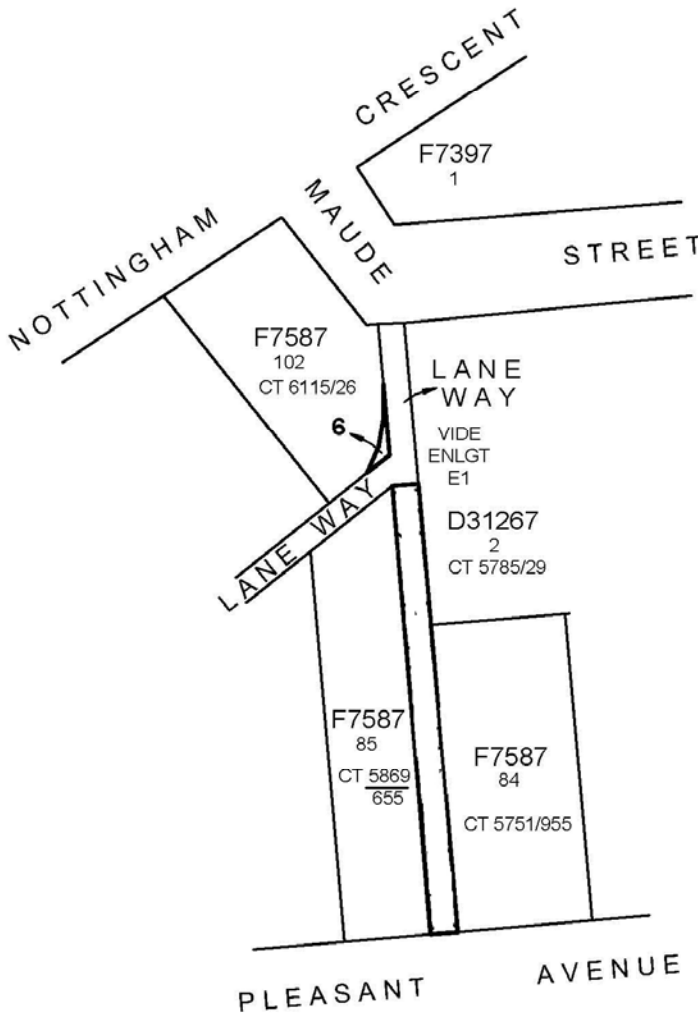 CRESCENT
F7397
1
MAUDE
STREET
NOTTINGHAM
F7587
102
CT 6115/26
LANE
WAY
6
VIDE
ENLGT
E1
LANE WAY
D31267
2
CT 5785/29
F7587
85
CT 5869
655
F7587
84
CT 5751/955
PLEASANT AVENUE